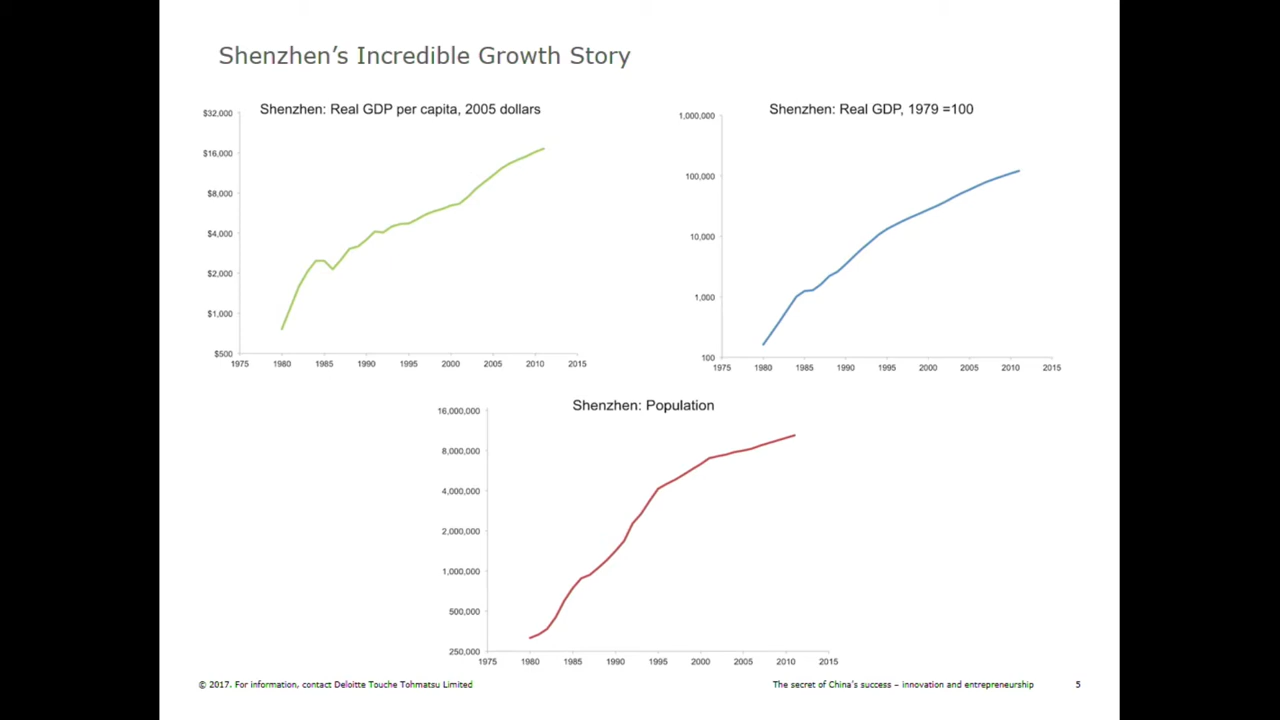 Shenzhen’s Incredible Growth Story
Shenzhen: Real GDP per capita, 2005 dollars
$32,000
$16,000
$8,000
$4,000
$2,000
$1,000
$500
1975 1980 1985 1990 1995 2000 2005 2010 2015
Shenzhen: Real GDP, 1979 =100
1,000,000
100,000
10,000
1,000
100
1975 1980 1985 1990 1995 2000 2005 2010 2015
Shenzhen: Population
16,000,000
8,000,000
4,000,000
2,000,000
1,000,000
500,000
250,000
1975 1980 1985 1990 1995 2000 2005 2010 2015
© 2017. For information, contact Deloitte Touche Tohmatsu Limited
The secret of China’s success – innovation and entrepreneurship 5